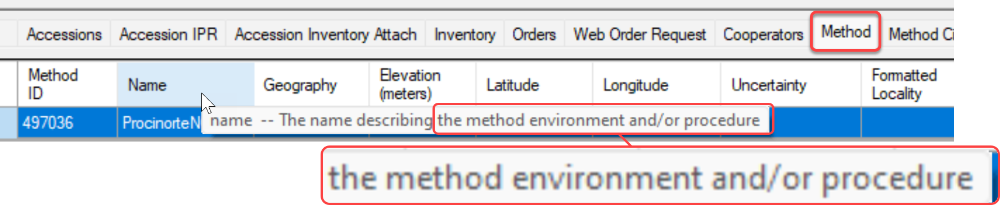 Accessions Accession IPR Accession Inventory Attach Inventory Orders Web Order Request Cooperators Method Method Ci
Method ID Name Geography Elevation (meters) Latitude Longitude Uncertainty Formatted Locality
497036 ProcinorteN
name -- The name describing the method environment and/or procedure
the method environment and/or procedure